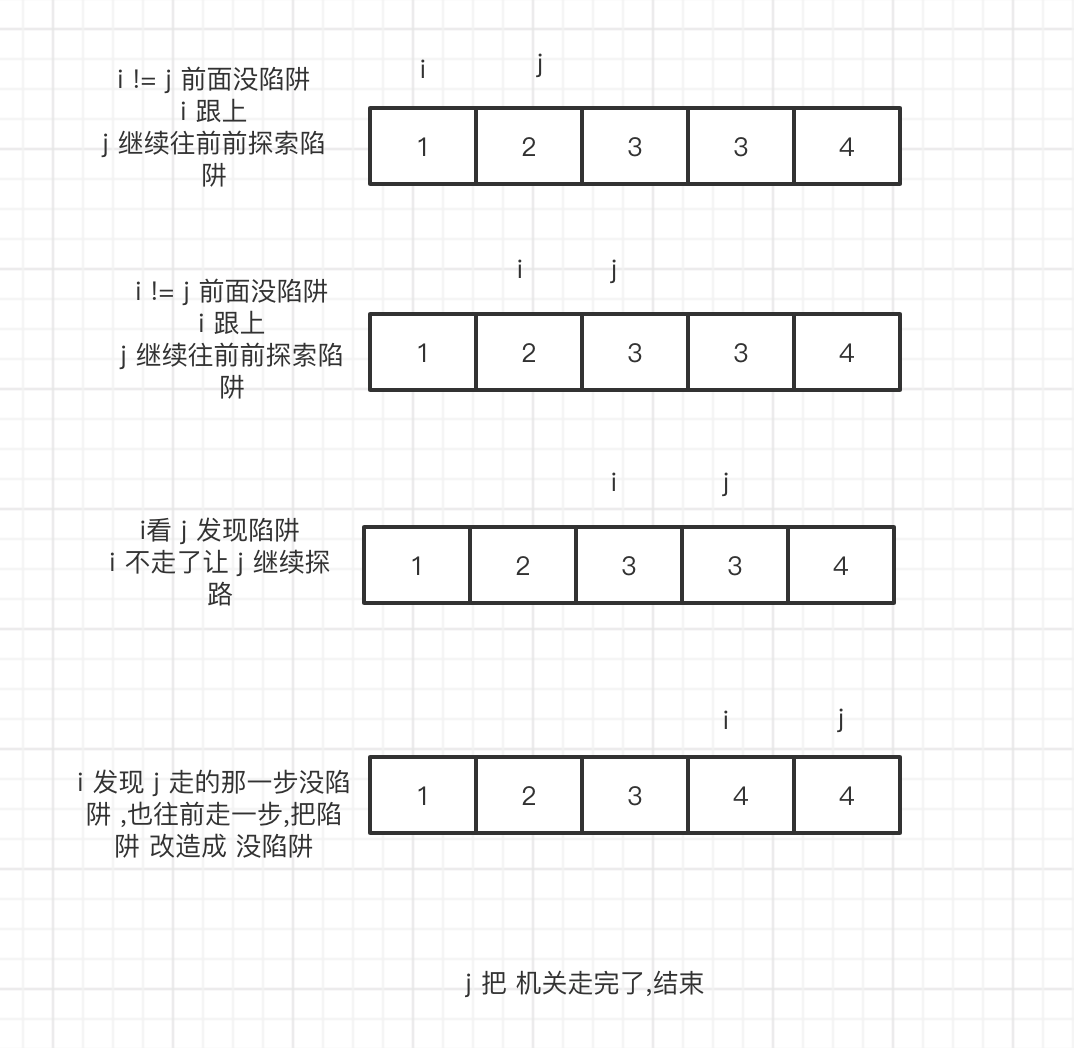 i j
i != j 前面没陷阱
i 跟上
j 继续往前前探索陷
阱
1 2 3 3 4
i j
i != j 前面没陷阱
i 跟上
j 继续往前前探索陷
阱
1 2 3 3 4
i j
i看 j 发现陷阱
i 不走了让 j 继续探
路
1 2 3 3 4
i j
i 发现 j 走的那一步没陷
阱 ,也往前走一步,把陷
阱 改造成 没陷阱
1 2 3 4 4
j 把 机关走完了,结束